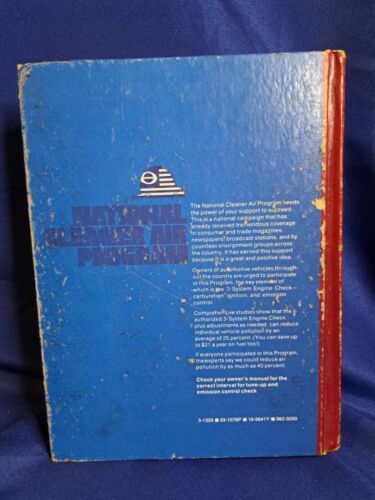 NATIONAL
CLEANER AIR
PROGRAM
The National Cleaner Air Program needs
the power of your support to succeed.
This is a national campaign that has
already received tremendous coverage
in consumer and trade magazines,
newspapers, broadcast stations, and by
countless environment groups across
the country. It has earned this support
because it is a great and positive idea.
Owners of automotive vehicles through-
out the country are urged to participate
in this Program, the key element of
which is the 3-System Engine Check—
carburetion, ignition, and emission
control.
Comprehensive studies show that the
authorized 3-System Engine Check,
plus adjustments as needed, can reduce
individual vehicle pollution by an
average of 25 percent. (You can save up
to $21 a year on fuel too!)
If everyone participated in this Program,
the experts say we could reduce air
pollution by as much as 40 percent.
Check your owner's manual for the
correct interval for tune-up and
emission control check
3-1325 ■ 03-1078P ■ 16-5641Y ■ 982-3030